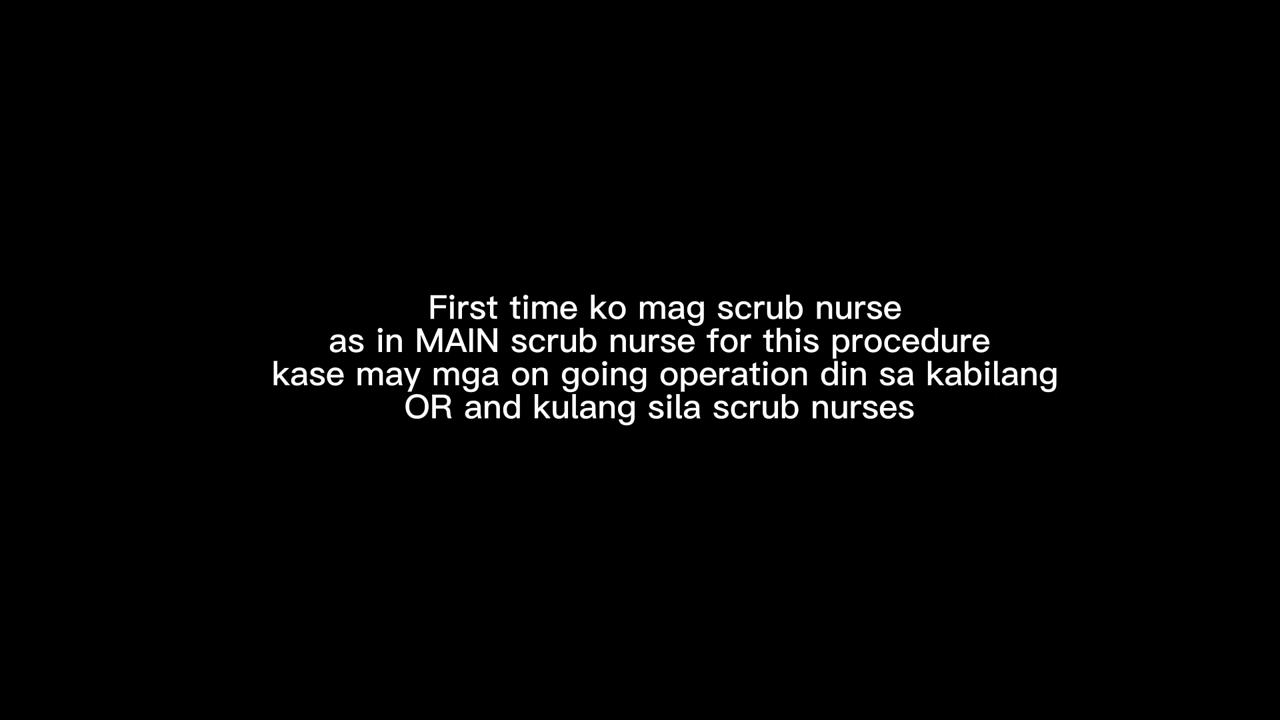 First time ko mag scrub nurse
as in MAIN scrub nurse for this procedure
kase may mga on going operation din sa kabilang
OR and kulang sila scrub nurses